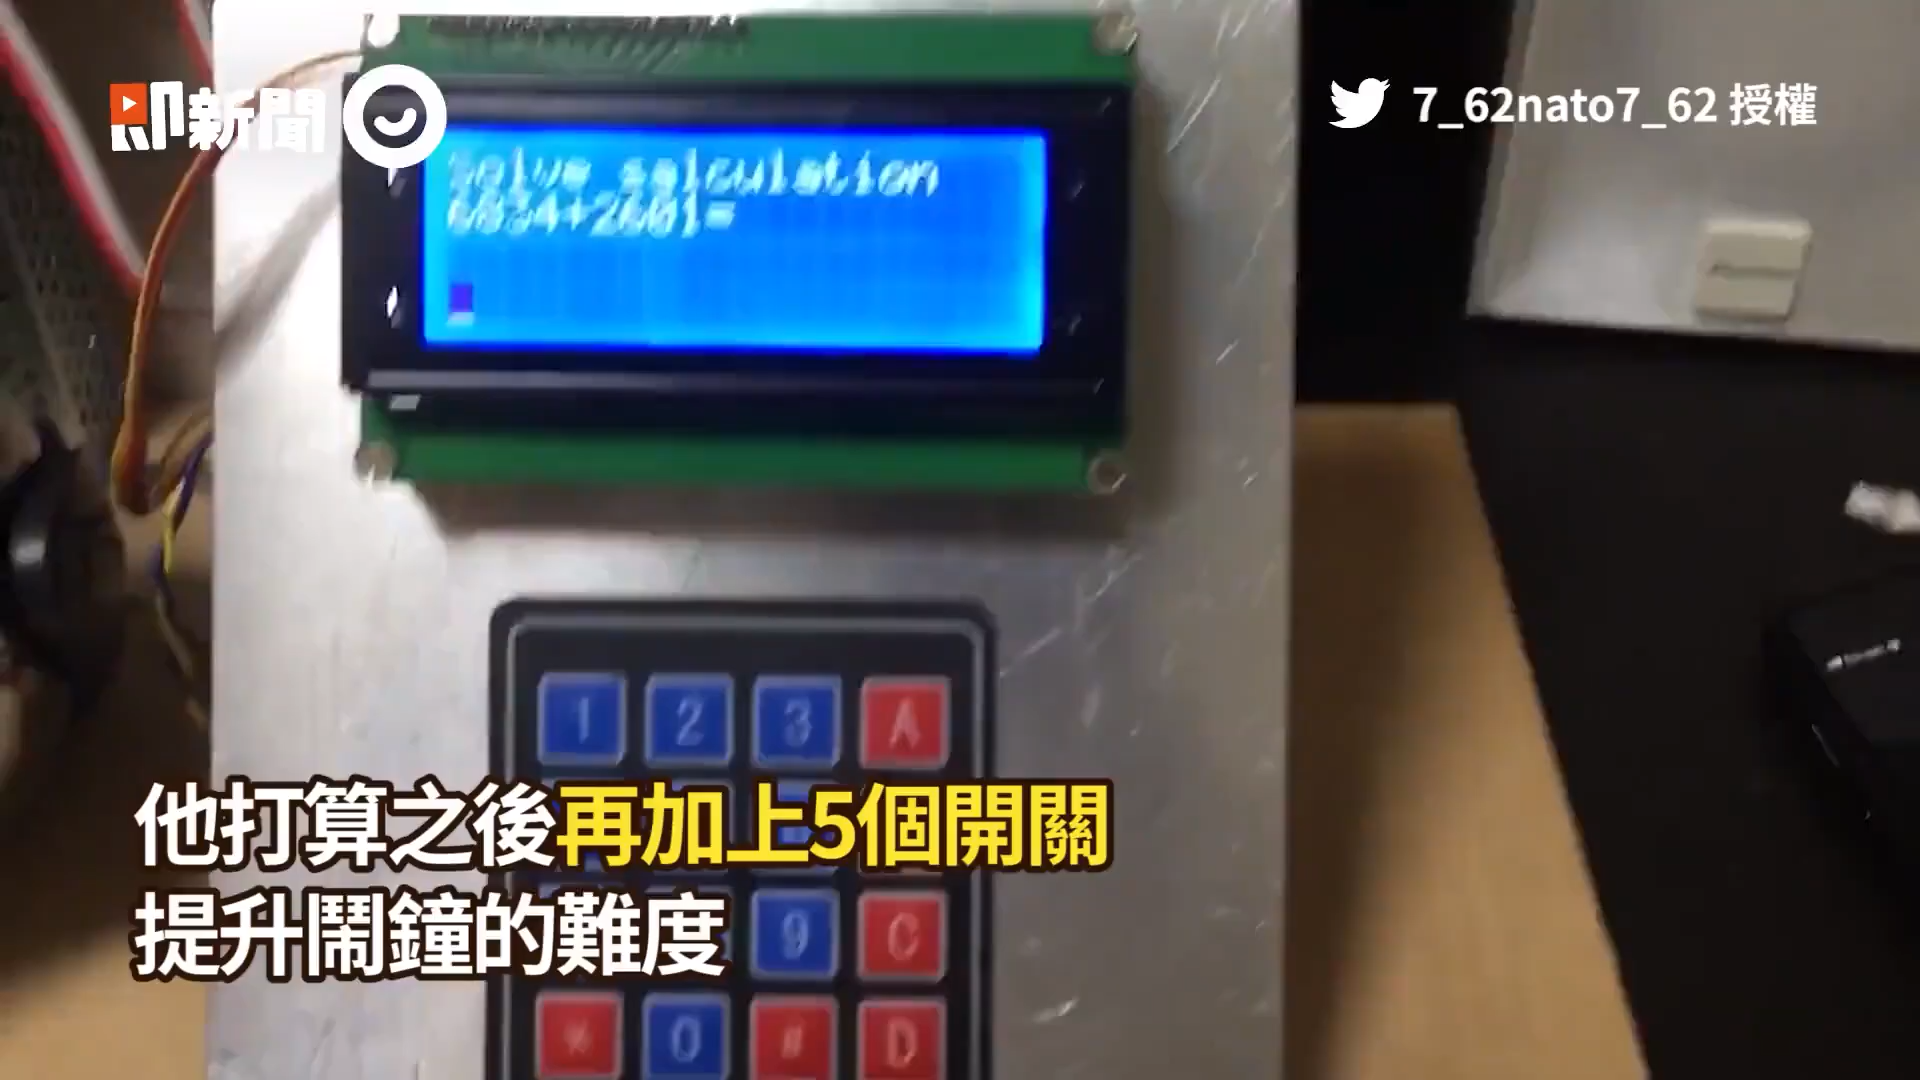 即新聞
7_62nato7_62 授權
Solve calculation
6834+2601=
1 2 3 A
他打算之後再加上5個開關
提升鬧鐘的難度
9 C
* 0 # D